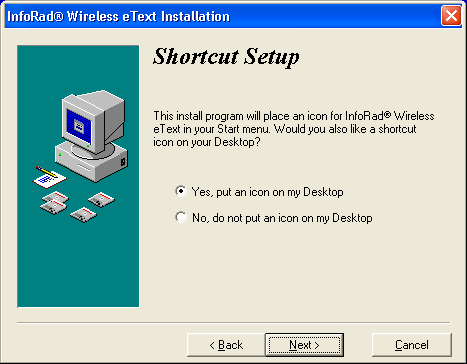 InfoRad® Wireless eText Installation
Shortcut Setup
This install program will place an icon for InfoRad® Wireless
eText in your Start menu. Would you also like a shortcut
icon on your Desktop?
Yes, put an icon on my Desktop
No, do not put an icon on my Desktop
< Back
Next >
Cancel